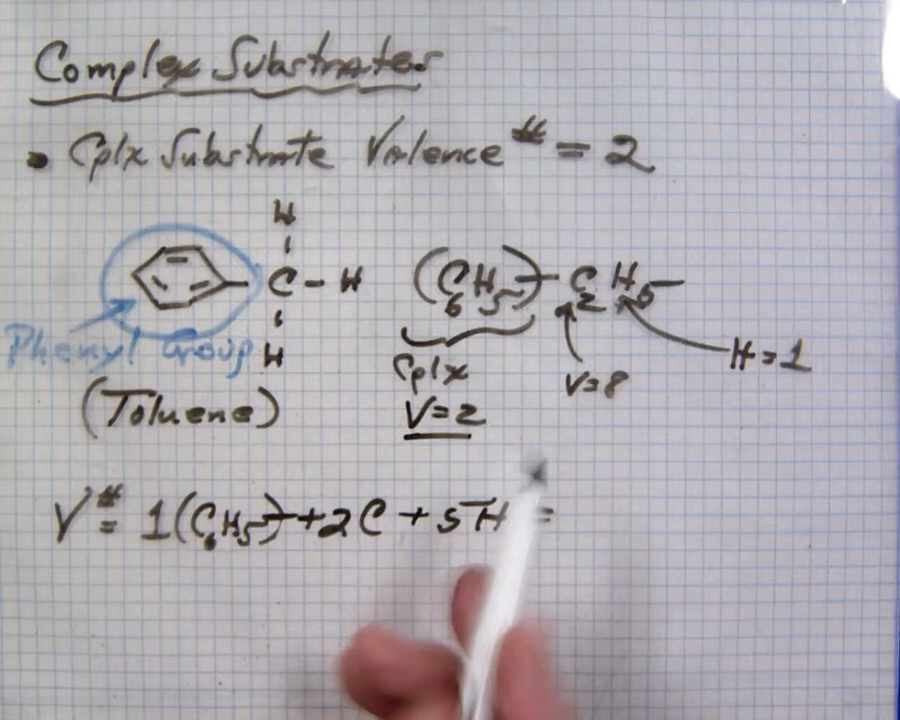 Complex Substrates
• Cplx Substrate Valence # = 2
H
C - H
H
Phenyl Group
(Toluene)
(C6H5)-C2H5
Cplx
V=2
V=8
H=1
V# = 1(C6H5)+2C+5H =